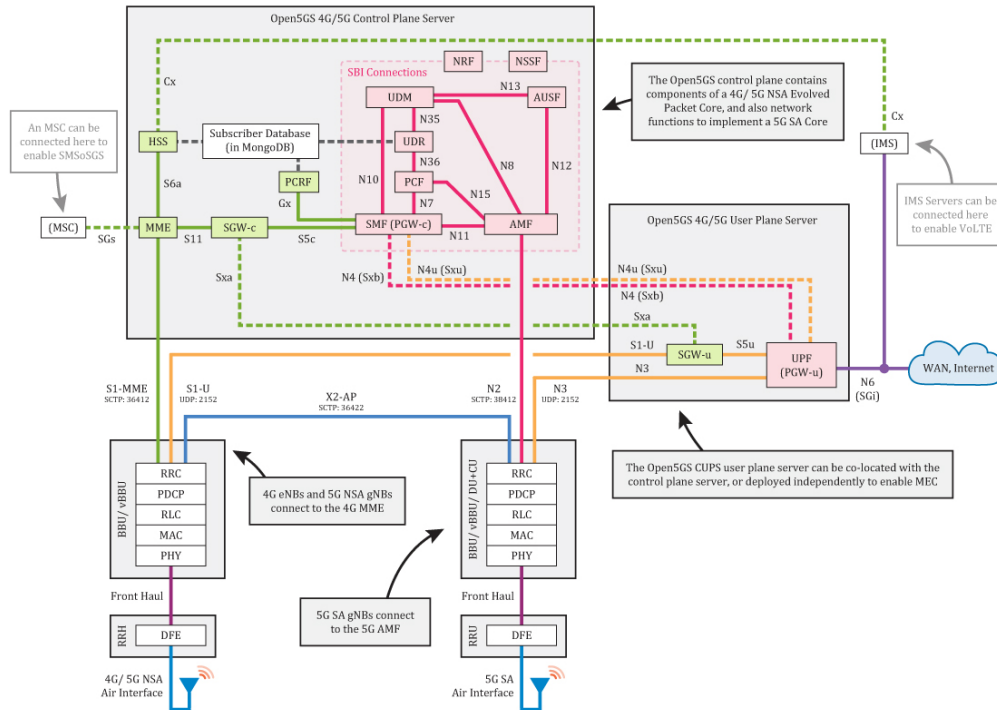 Open5GS 4G/5G Control Plane Server
NRF
NSSF
SBI Connections
Cx
N13
UDM
AUSF
The Open5GS control plane contains
components of a 4G/ 5G NSA Evolved
Packet Core, and also network
functions to implement a 5G SA Core
An MSC can be
connected here to
enable SMSoSGS
N35
Cx
HSS
Subscriber Database
(in MongoDB)
UDR
(IMS)
N36
N8
N12
S6a
PCRF
N10
PCF
N15
Gx
N7
IMS Servers can be
connected here
to enable VoLTE
Open5GS 4G/5G User Plane Server
(MSC)
SGs
MME
S11
SGW-c
S5c
SMF (PGW-c)
N11
AMF
Sxa
N4 (Sxb)
N4u (Sxu)
N4u (Sxu)
N4 (Sxb)
Sxa
S1-U
SGW-u
S5u
UPF
(PGW-u)
N3
WAN, Internet
N6
(SGi)
S1-MME
SCTP: 36412
S1-U
UDP: 2152
X2-AP
SCTP: 36422
N2
SCTP: 38412
N3
UDP: 2152
BBU/ vBBU
RRC
PDCP
RLC
MAC
PHY
4G eNBs and 5G NSA gNBs
connect to the 4G MME
BBU/ vBBU/ DU+CU
RRC
PDCP
RLC
MAC
PHY
The Open5GS CUPS user plane server can be co-located with the
control plane server, or deployed independently to enable MEC
Front Haul
5G SA gNBs connect
to the 5G AMF
Front Haul
RRH
DFE
RRU
DFE
4G/ 5G NSA
Air Interface
5G SA
Air Interface